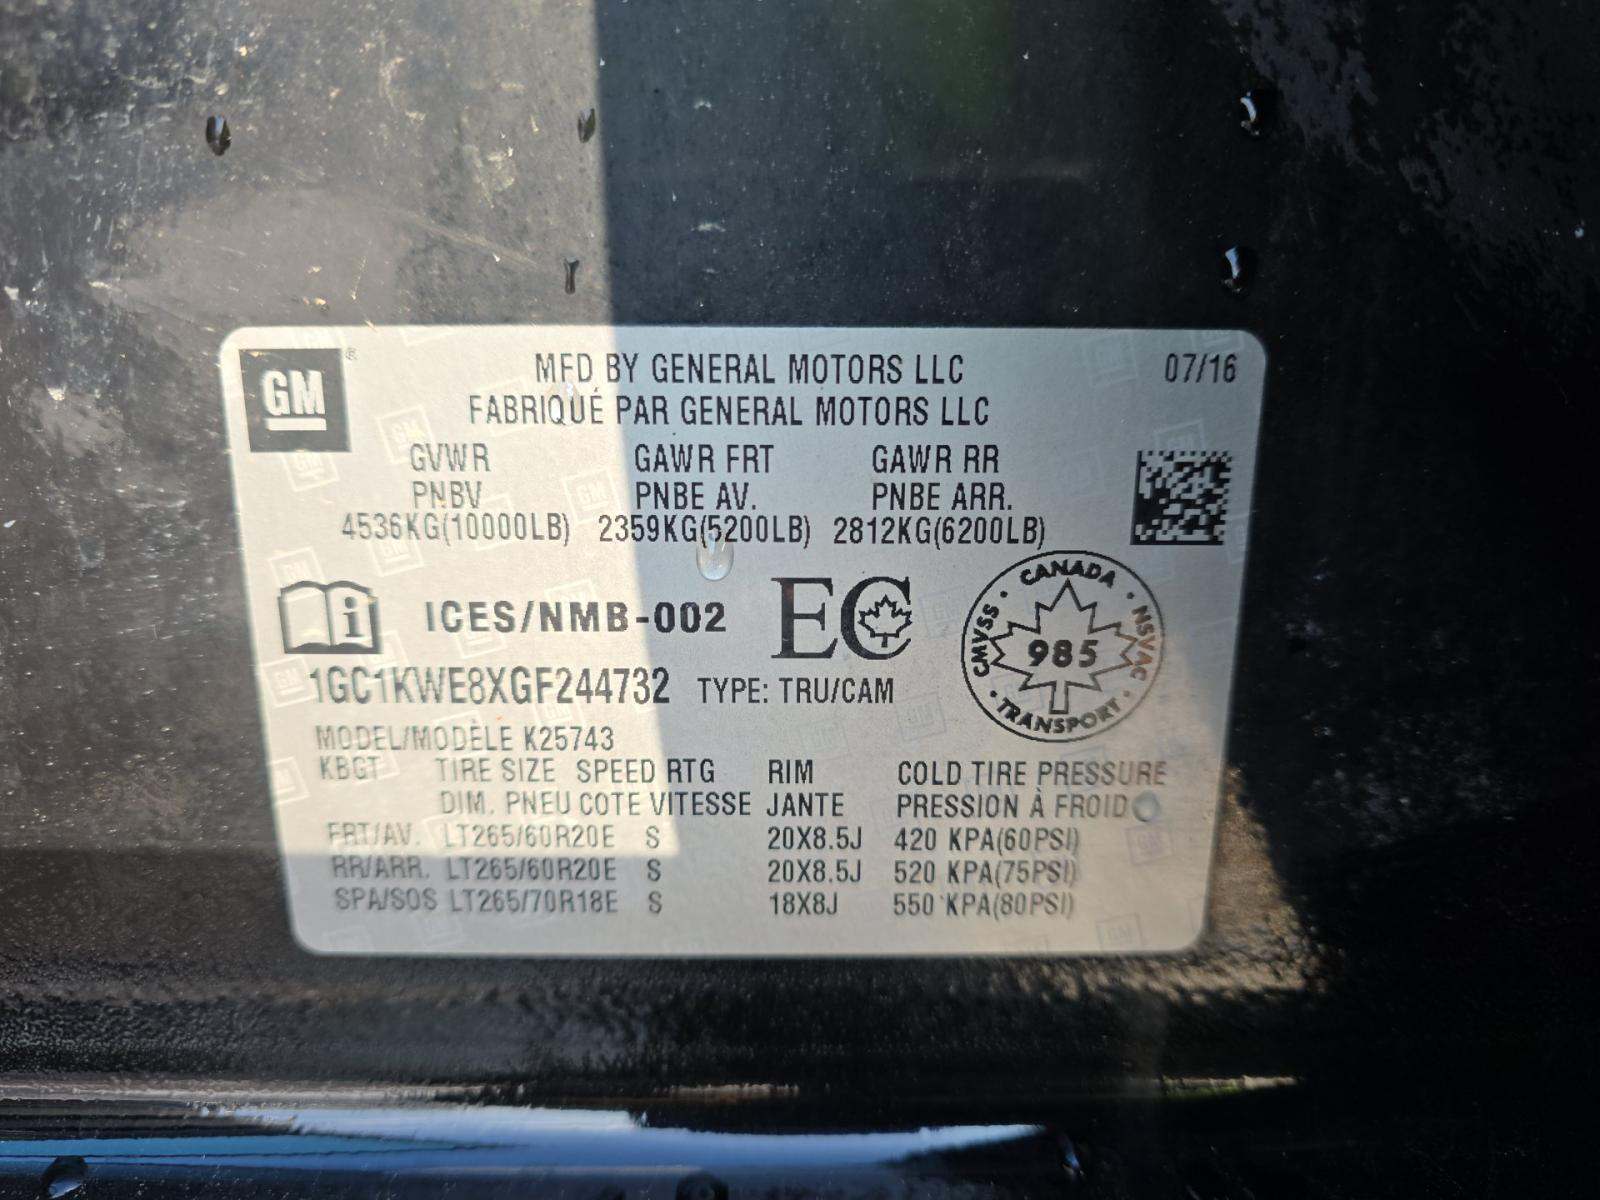 GM ®
MFD BY GENERAL MOTORS LLC 07/16
FABRIQUÉ PAR GENERAL MOTORS LLC
GVWR GAWR FRT GAWR RR
PNBV PNBE AV. PNBE ARR.
4536KG(10000LB) 2359KG(5200LB) 2812KG(6200LB)
i ICES/NMB-002 EC
CANADA
CMVSS 985 NSVAC
TRANSPORT
1GC1KWE8XGF244732 TYPE: TRU/CAM
MODEL/MODÈLE K25743
KBGT TIRE SIZE SPEED RTG RIM COLD TIRE PRESSURE
DIM. PNEU COTE VITESSE JANTE PRESSION À FROID
FRT/AV. LT265/60R20E S 20X8.5J 420 KPA(60PSI)
RR/ARR. LT265/60R20E S 20X8.5J 520 KPA(75PSI)
SPA/SOS LT265/70R18E S 18X8J 550 KPA(80PSI)